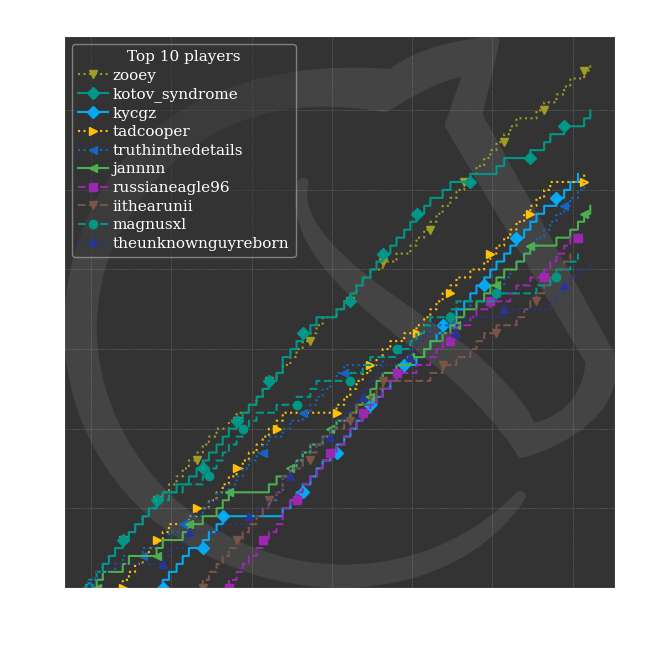 Top 10 players
zooey
kotov_syndrome
kycgz
tadcooper
truthinthedetails
jannnn
russianeagle96
iithearunii
magnusxl
theunknownguyreborn